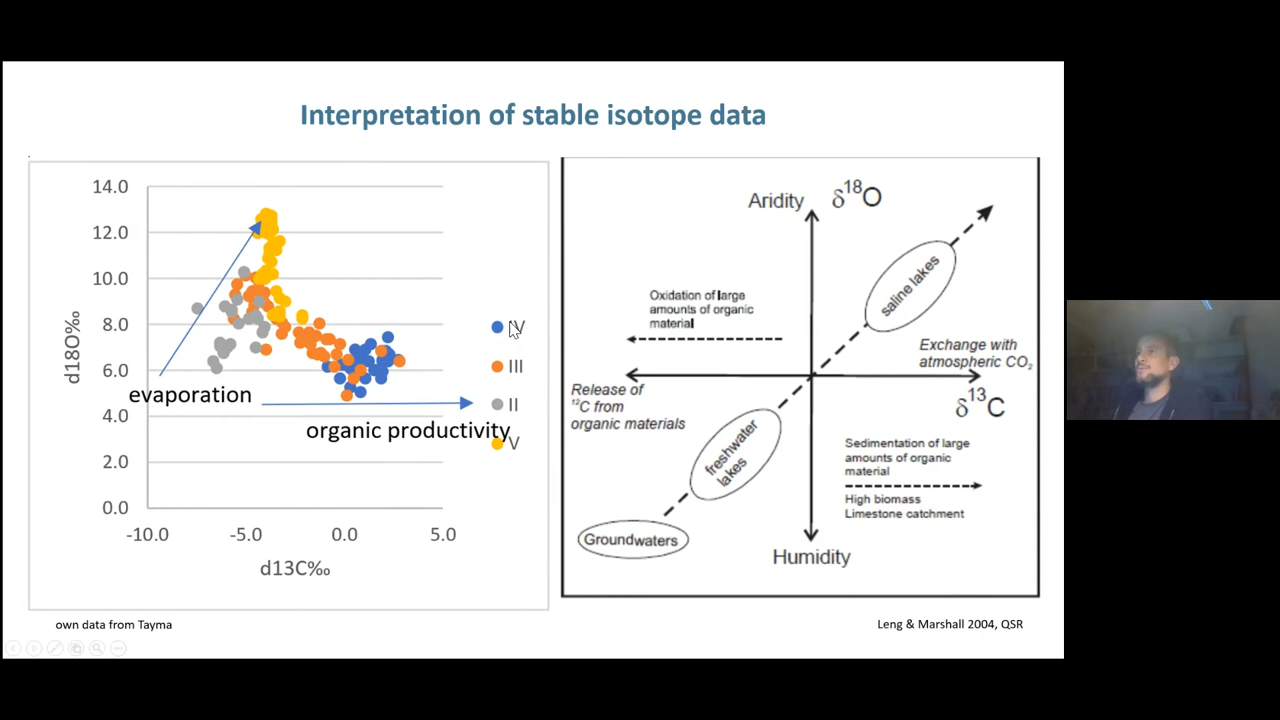 Interpretation of stable isotope data
14.0
12.0
10.0
8.0
6.0
4.0
2.0
0.0
-10.0
-5.0
0.0
5.0
d18O‰
d13C‰
evaporation
organic productivity
IV
III
II
V
own data from Tayma
Aridity
δ18O
saline lakes
Oxidation of large
amounts of organic
material
Exchange with
atmospheric CO2
Release of
12C from
organic materials
δ13C
freshwater
lakes
Sedimentation of large
amounts of organic
material
High biomass
Limestone catchment
Groundwaters
Humidity
Leng & Marshall 2004, QSR